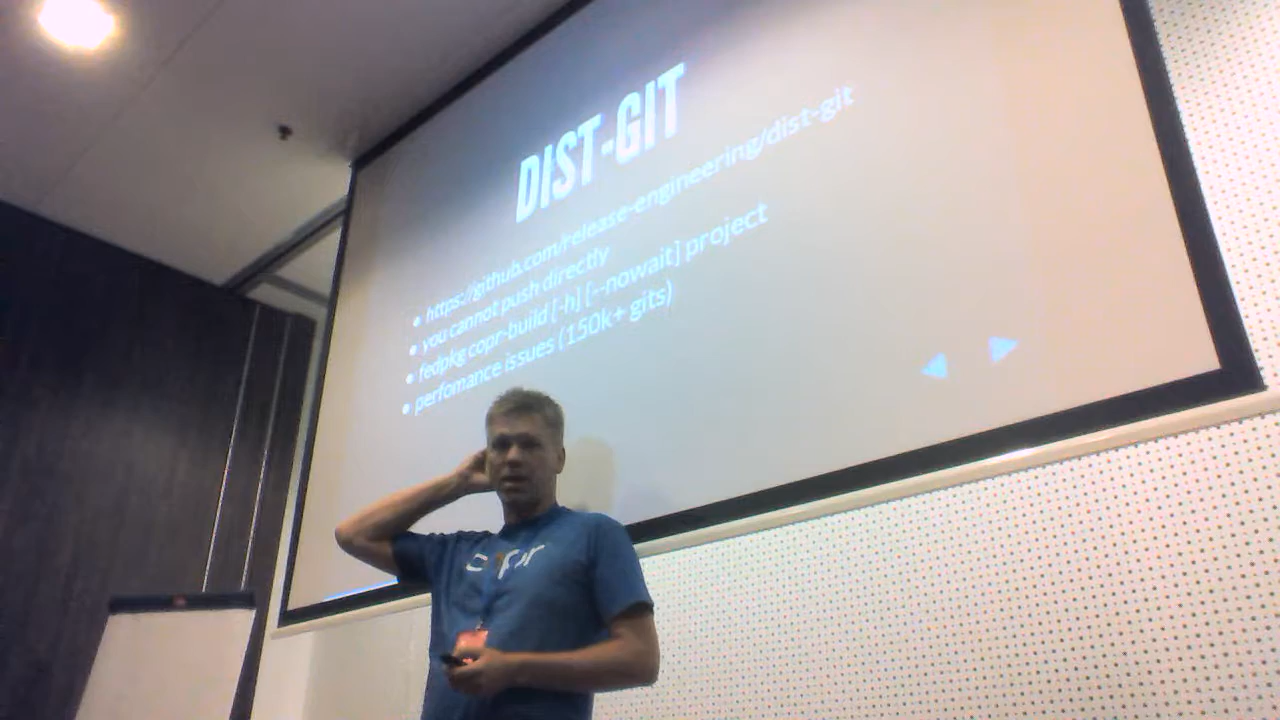 DIST-GIT
https://github.com/release-engineering/dist-git
you cannot push directly
fedpkg copr-build [-h] [--nowait] project
perfomance issues (150k+ gits)
copr